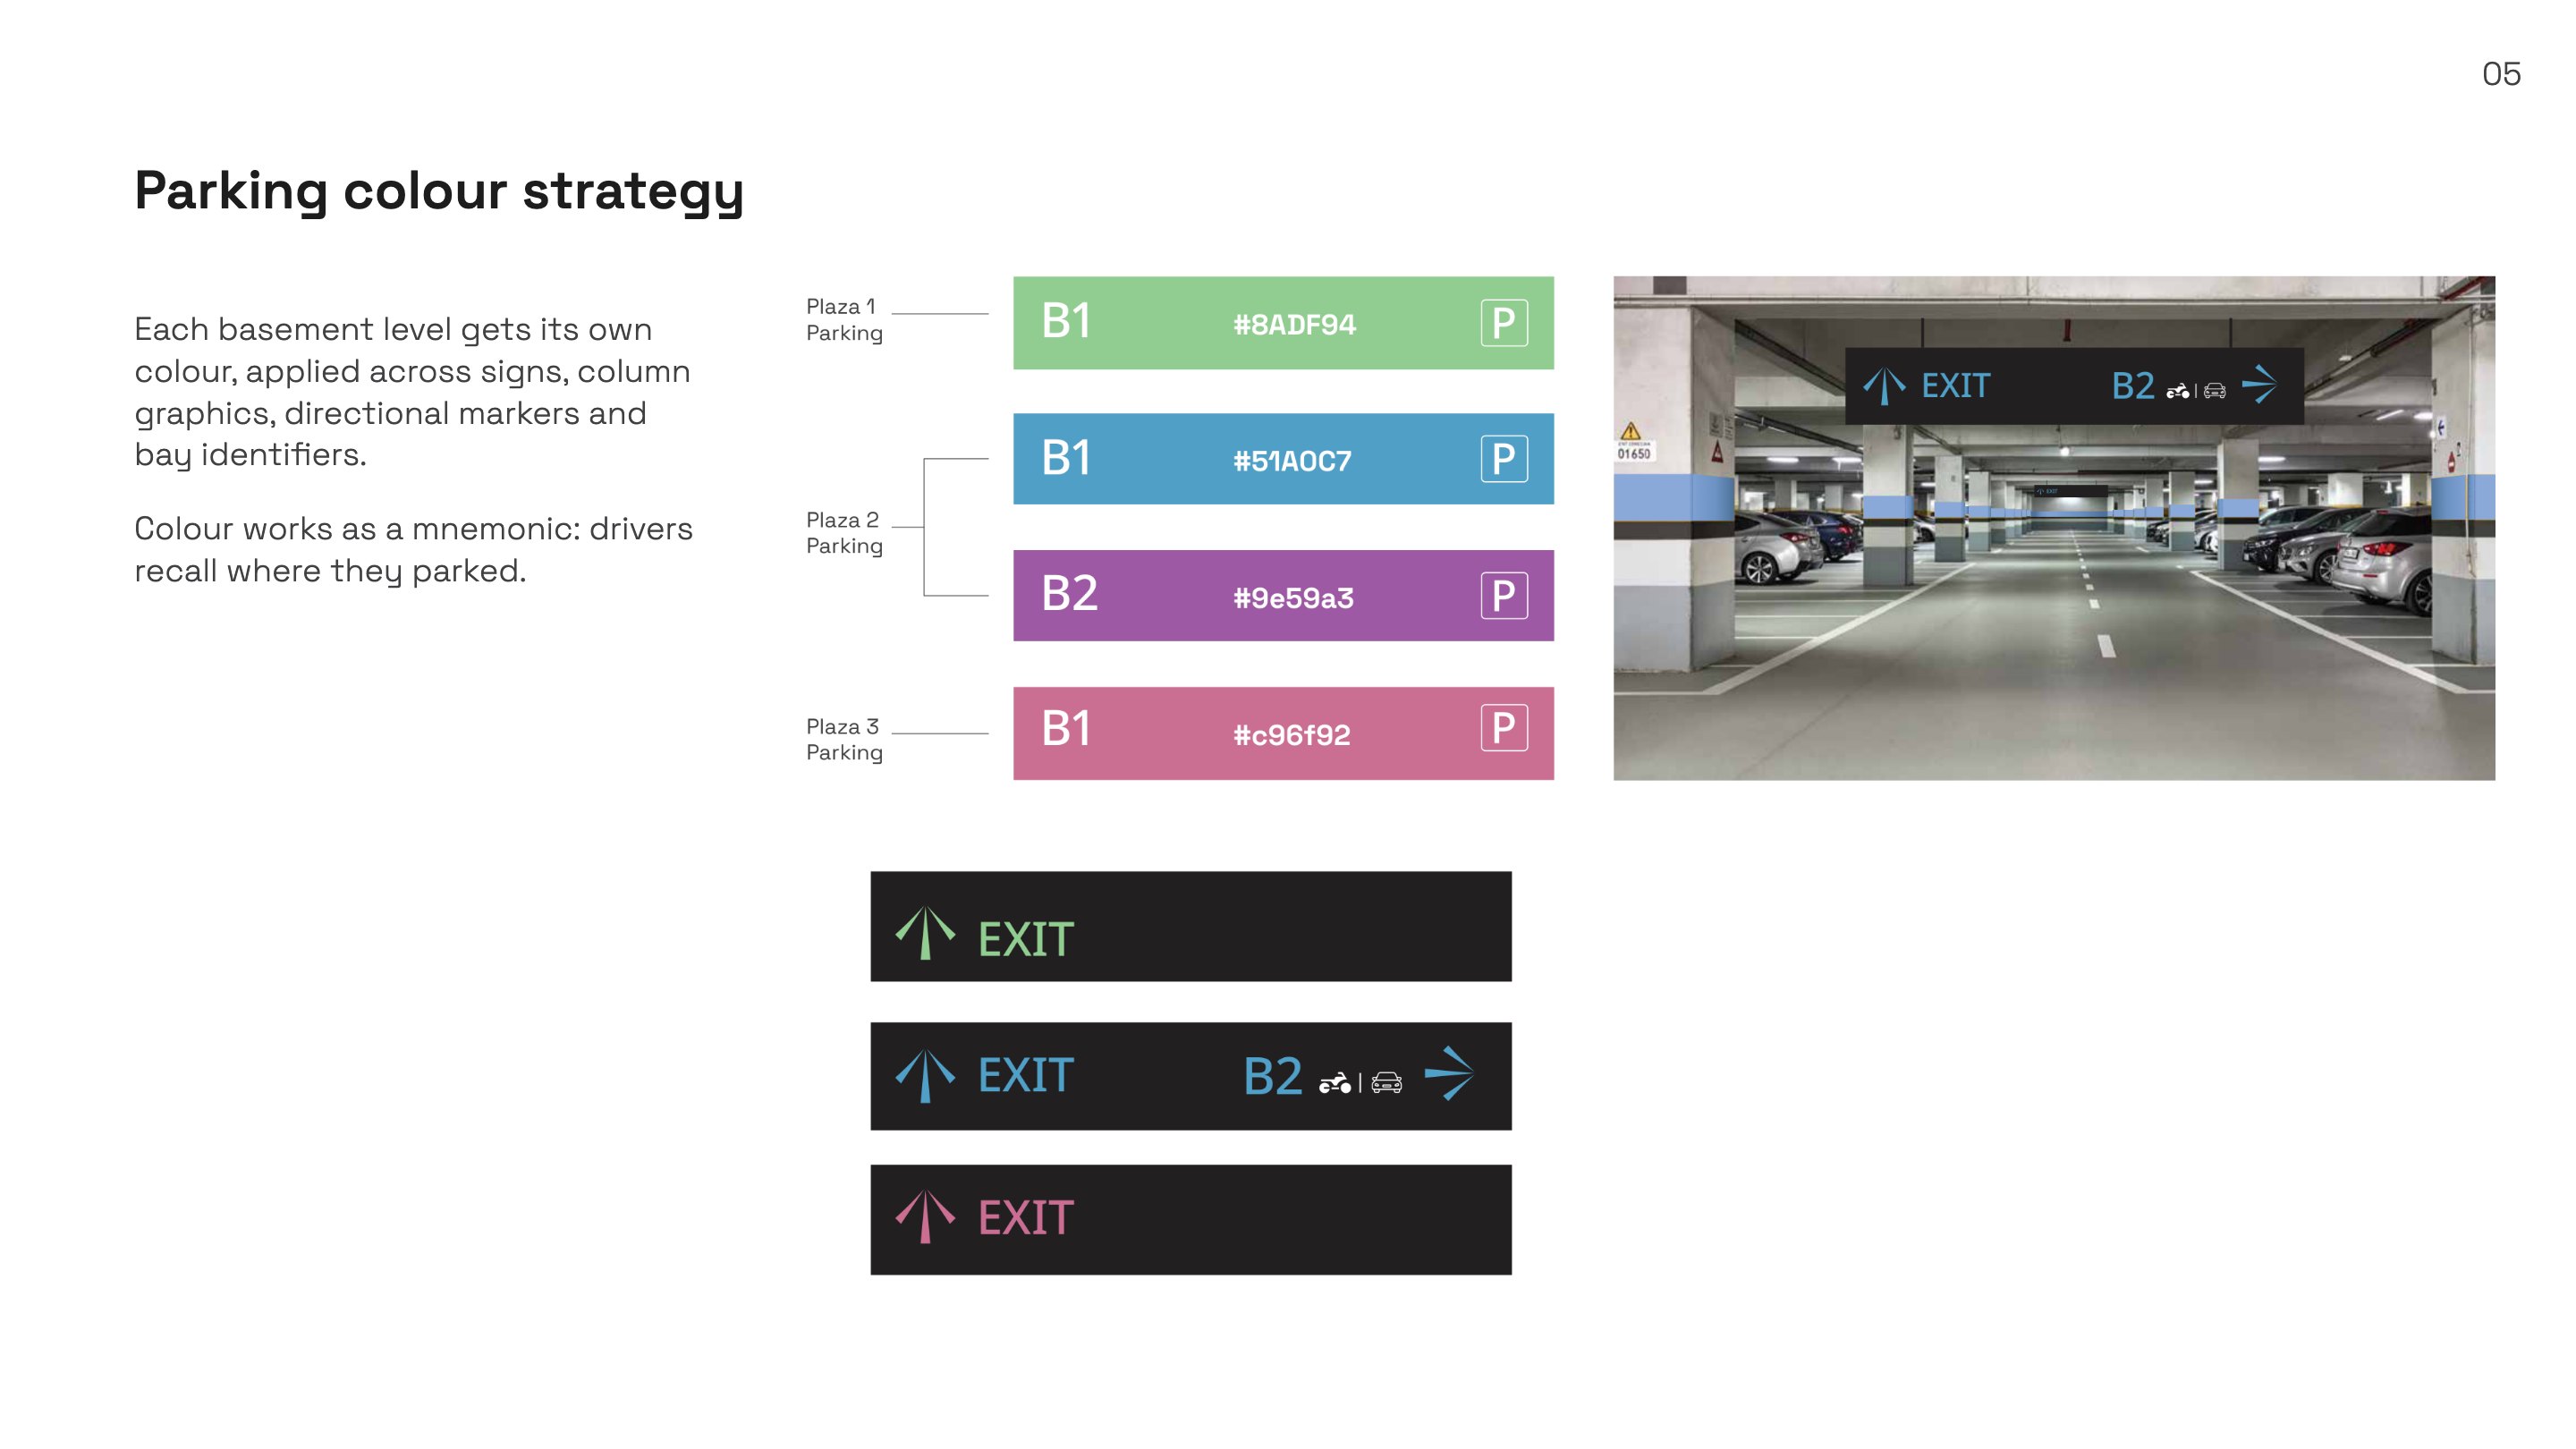 05
Parking colour strategy
Each basement level gets its own
colour, applied across signs, column
graphics, directional markers and
bay identifiers.
Colour works as a mnemonic: drivers
recall where they parked.
Plaza 1
Parking
B1 #8ADF94 P
Plaza 2
Parking
B1 #51A0C7 P
B2 #9e59a3 P
Plaza 3
Parking
B1 #c96f92 P
EXIT B2
01650
EXIT
EXIT
EXIT B2
EXIT